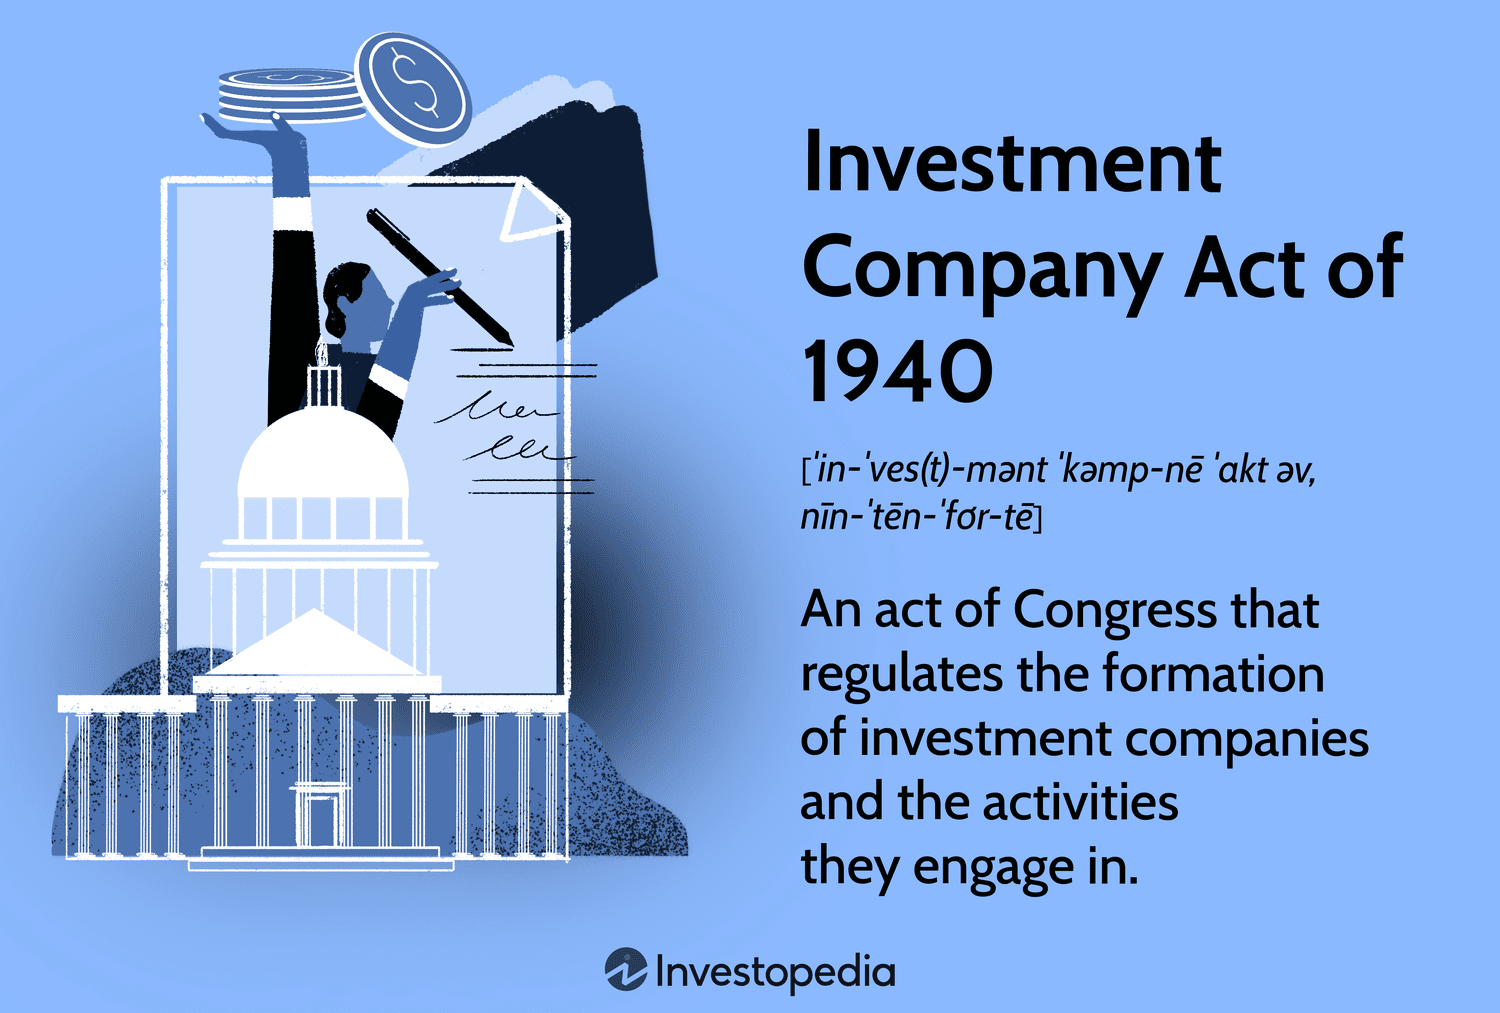 Investment
Company Act of
1940
[ˈin-ˈves(t)-mənt ˈkəmp-nē ˈakt əv,
nīn-ˈtēn-ˈfȯr-tē]
An act of Congress that
regulates the formation
of investment companies
and the activities
they engage in.
Investopedia